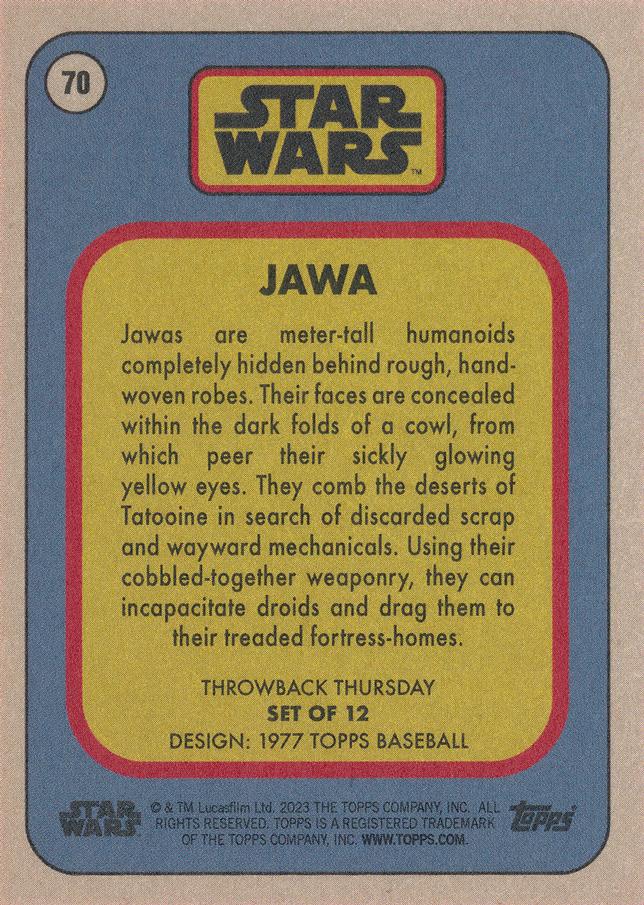 70
STAR
WARS™
JAWA
Jawas are meter-tall humanoids
completely hidden behind rough, hand-
woven robes. Their faces are concealed
within the dark folds of a cowl, from
which peer their sickly glowing
yellow eyes. They comb the deserts of
Tatooine in search of discarded scrap
and wayward mechanicals. Using their
cobbled-together weaponry, they can
incapacitate droids and drag them to
their treaded fortress-homes.
THROWBACK THURSDAY
SET OF 12
DESIGN: 1977 TOPPS BASEBALL
STAR
WARS
© & TM Lucasfilm Ltd. 2023 THE TOPPS COMPANY, INC. ALL
RIGHTS RESERVED. TOPPS IS A REGISTERED TRADEMARK
OF THE TOPPS COMPANY, INC. WWW.TOPPS.COM.
topps